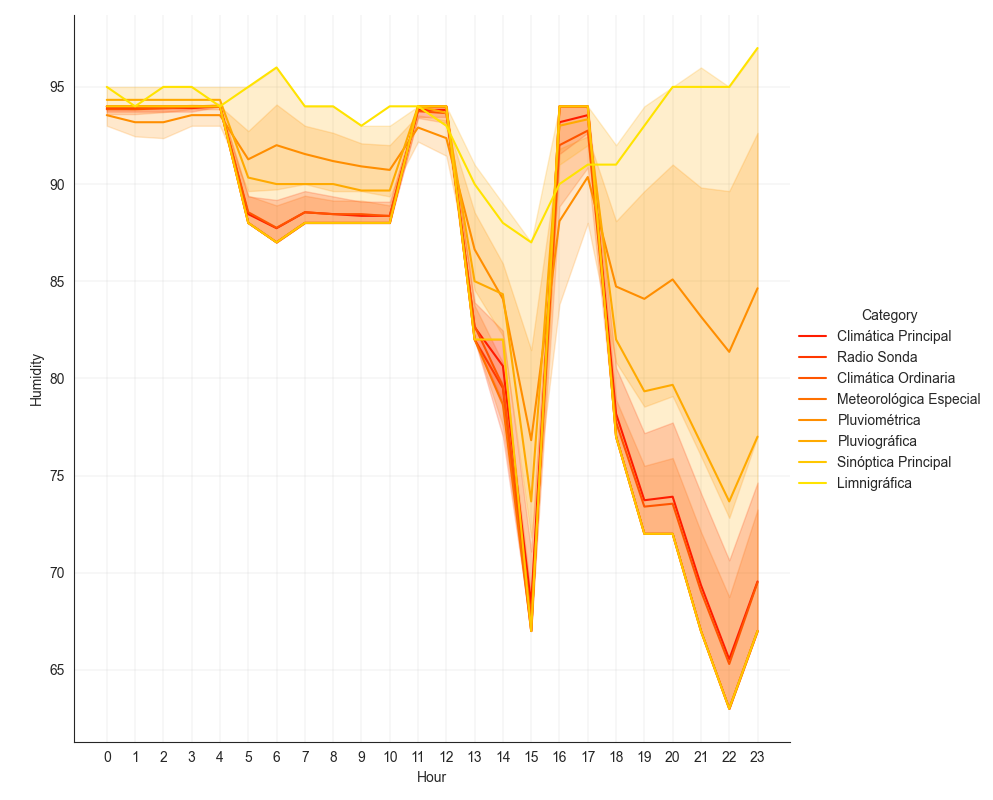 95
90
85
80
75
70
65
Humidity
0 1 2 3 4 5 6 7 8 9 10 11 12 13 14 15 16 17 18 19 20 21 22 23
Hour
Category
Climática Principal
Radio Sonda
Climática Ordinaria
Meteorológica Especial
Pluviométrica
Pluviográfica
Sinóptica Principal
Limnigráfica